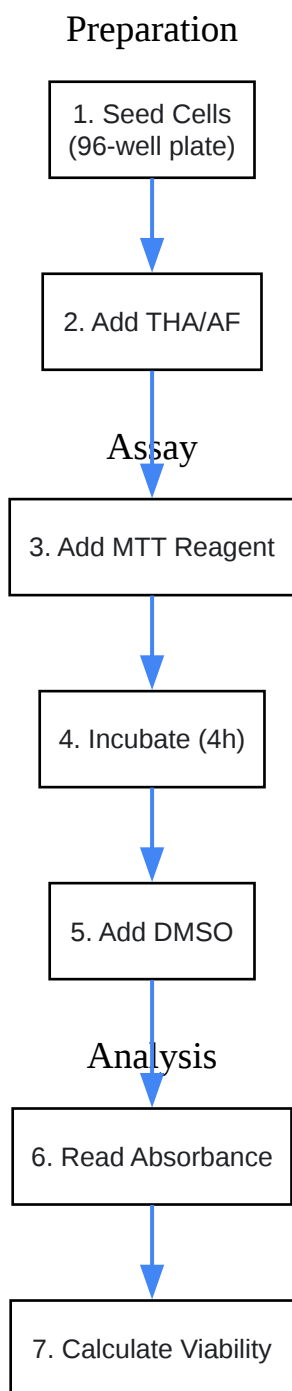 Preparation
1. Seed Cells
(96-well plate)
2. Add THA/AF
Assay
3. Add MTT Reagent
4. Incubate (4h)
5. Add DMSO
Analysis
6. Read Absorbance
7. Calculate Viability